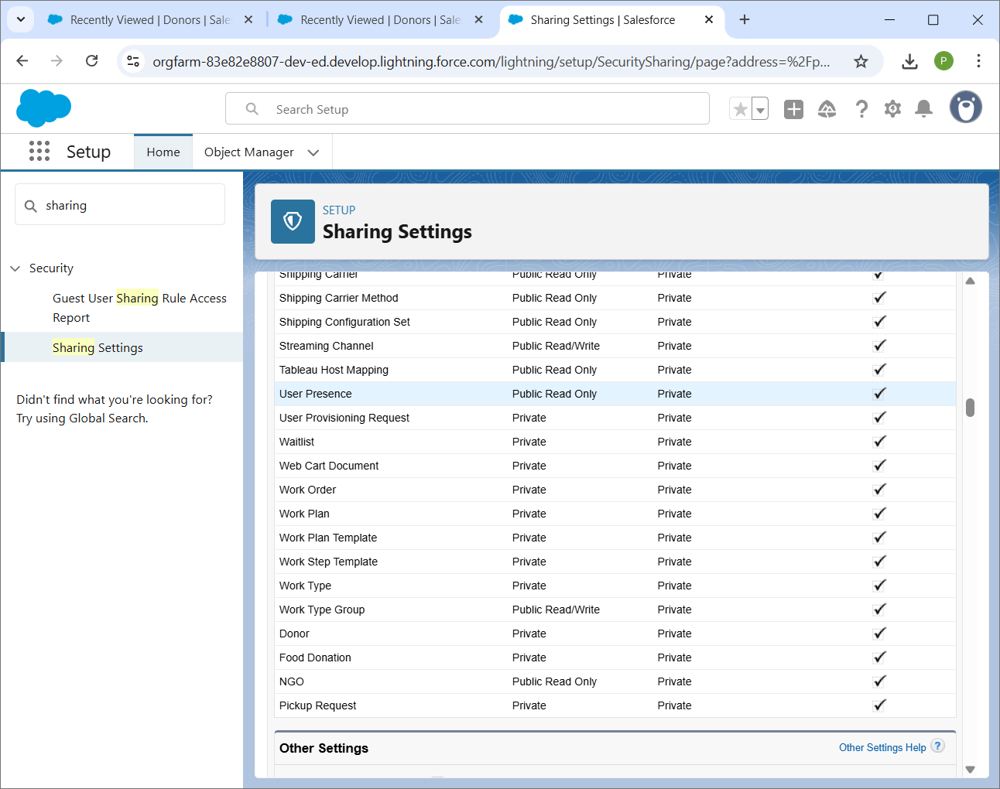 Recently Viewed | Donors | Sale
Recently Viewed | Donors | Sale
Sharing Settings | Salesforce
orgfarm-83e82e8807-dev-ed.develop.lightning.force.com/lightning/setup/SecuritySharing/page?address=%2Fp...
P
Search Setup
Setup
Home
Object Manager
sharing
Security
Guest User Sharing Rule Access
Report
Sharing Settings
Didn't find what you're looking for?
Try using Global Search.
SETUP
Sharing Settings
Shipping Carrier Public Read Only Private
Shipping Carrier Method Public Read Only Private
Shipping Configuration Set Public Read Only Private
Streaming Channel Public Read/Write Private
Tableau Host Mapping Public Read Only Private
User Presence Public Read Only Private
User Provisioning Request Private Private
Waitlist Private Private
Web Cart Document Private Private
Work Order Private Private
Work Plan Private Private
Work Plan Template Private Private
Work Step Template Private Private
Work Type Private Private
Work Type Group Public Read/Write Private
Donor Private Private
Food Donation Private Private
NGO Public Read Only Private
Pickup Request Private Private
Other Settings
Other Settings Help ?